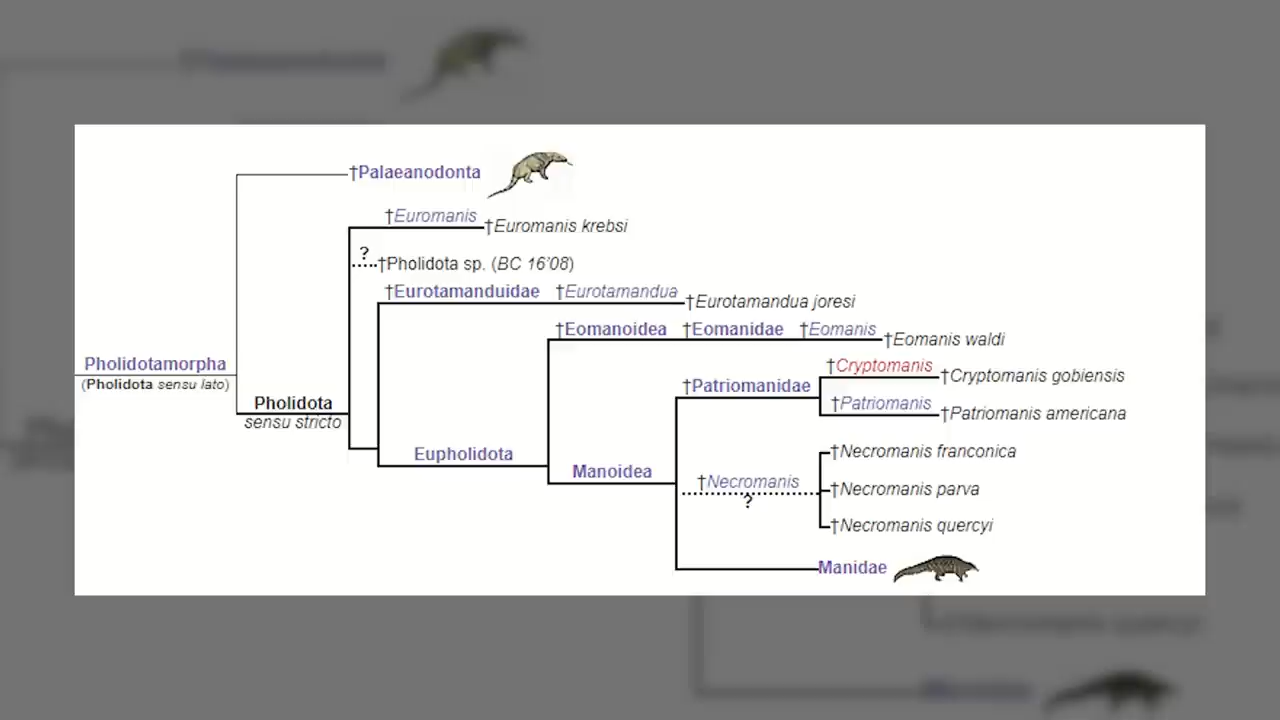 †Palaeanodonta
†Euromanis
†Euromanis krebsi
?
†Pholidota sp. (BC 16'08)
†Eurotamanduidae †Eurotamandua
†Eurotamandua joresi
†Eomanoidea †Eomanidae †Eomanis
†Eomanis waldi
Pholidotamorpha
(Pholidota sensu lato)
†Cryptomanis
†Cryptomanis gobiensis
†Patriomanidae
†Patriomanis
†Patriomanis americana
Pholidota
sensu stricto
Eupholidota
†Necromanis franconica
Manoidea
†Necromanis
?
†Necromanis parva
†Necromanis quercyi
Manidae